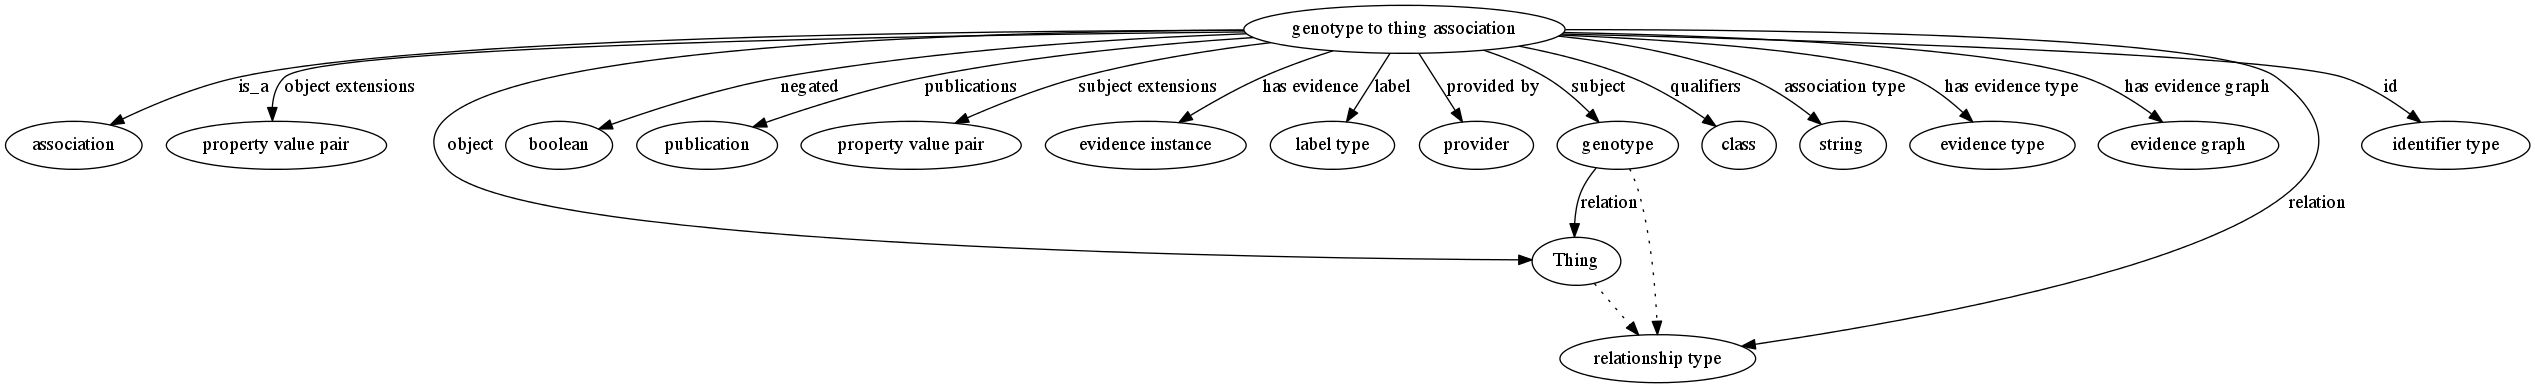 genotype to thing association
is_a
object extensions
negated
publications
subject extensions
has evidence
label
provided by
subject
qualifiers
association type
has evidence type
has evidence graph
id
association
property value pair
object
boolean
publication
property value pair
evidence instance
label type
provider
genotype
class
string
evidence type
evidence graph
identifier type
relation
relation
Thing
relationship type